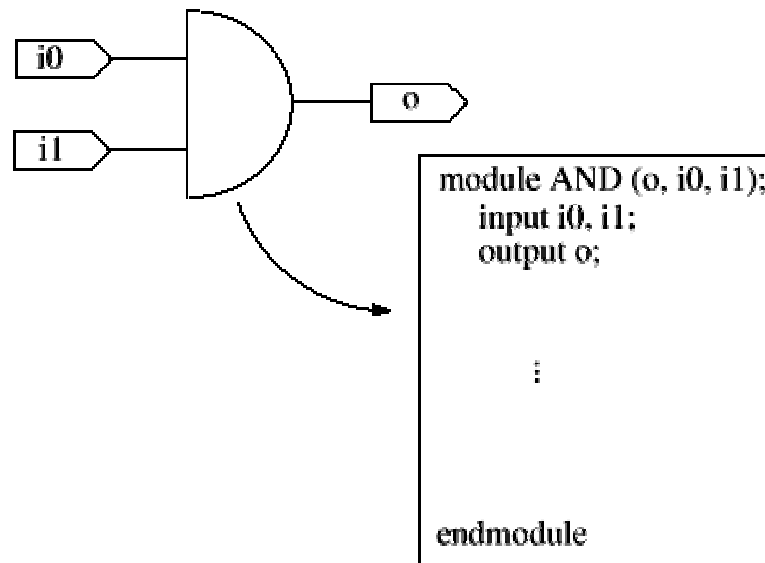 i0
i1
o
module AND (o, i0, i1);
input i0, i1;
output o;
⋮
endmodule